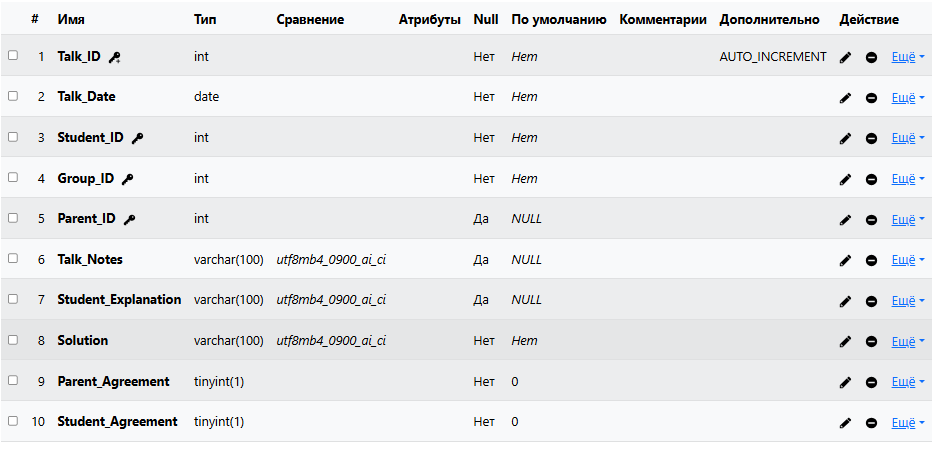 # Имя Тип Сравнение Атрибуты Null По умолчанию Комментарии Дополнительно Действие
1 Talk_ID int Нет Нет AUTO_INCREMENT Ещё
2 Talk_Date date Нет Нет Ещё
3 Student_ID int Нет Нет Ещё
4 Group_ID int Нет Нет Ещё
5 Parent_ID int Да NULL Ещё
6 Talk_Notes varchar(100) utf8mb4_0900_ai_ci Да NULL Ещё
7 Student_Explanation varchar(100) utf8mb4_0900_ai_ci Да NULL Ещё
8 Solution varchar(100) utf8mb4_0900_ai_ci Нет Нет Ещё
9 Parent_Agreement tinyint(1) Нет 0 Ещё
10 Student_Agreement tinyint(1) Нет 0 Ещё